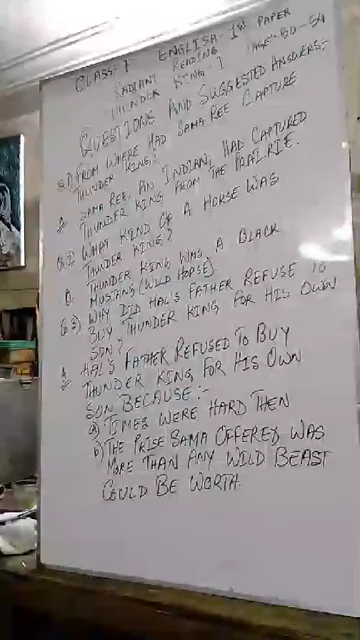 CLASS-7 ENGLISH-1ST PAPER
RADIANT READING
THUNDER KING-1 PAGE-50-54
QUESTIONS AND SUGGESTED ANSWERS:-
Q.1) FROM WHERE HAD SAMA REE CAPTURE
THUNDER KING?
A SAMA REE, AN INDIAN, HAD CAPTURED
THUNDER KING FROM THE PRAIRIE.
Q.2 WHAT KIND OF A HORSE WAS
THUNDER KING?
A. THUNDER KING WAS A BLACK
MUSTANG (WILD HORSE).
Q.3) WHY DID HAL'S FATHER REFUSE TO
BUY THUNDER KING FOR HIS OWN
SON?
A HAL'S FATHER REFUSED TO BUY
THUNDER KING FOR HIS OWN
SON BECAUSE:-
a) TIMES WERE HARD THEN
b) THE PRISE SAMA OFFERED WAS
MORE THAN ANY WILD BEAST
COULD BE WORTH.